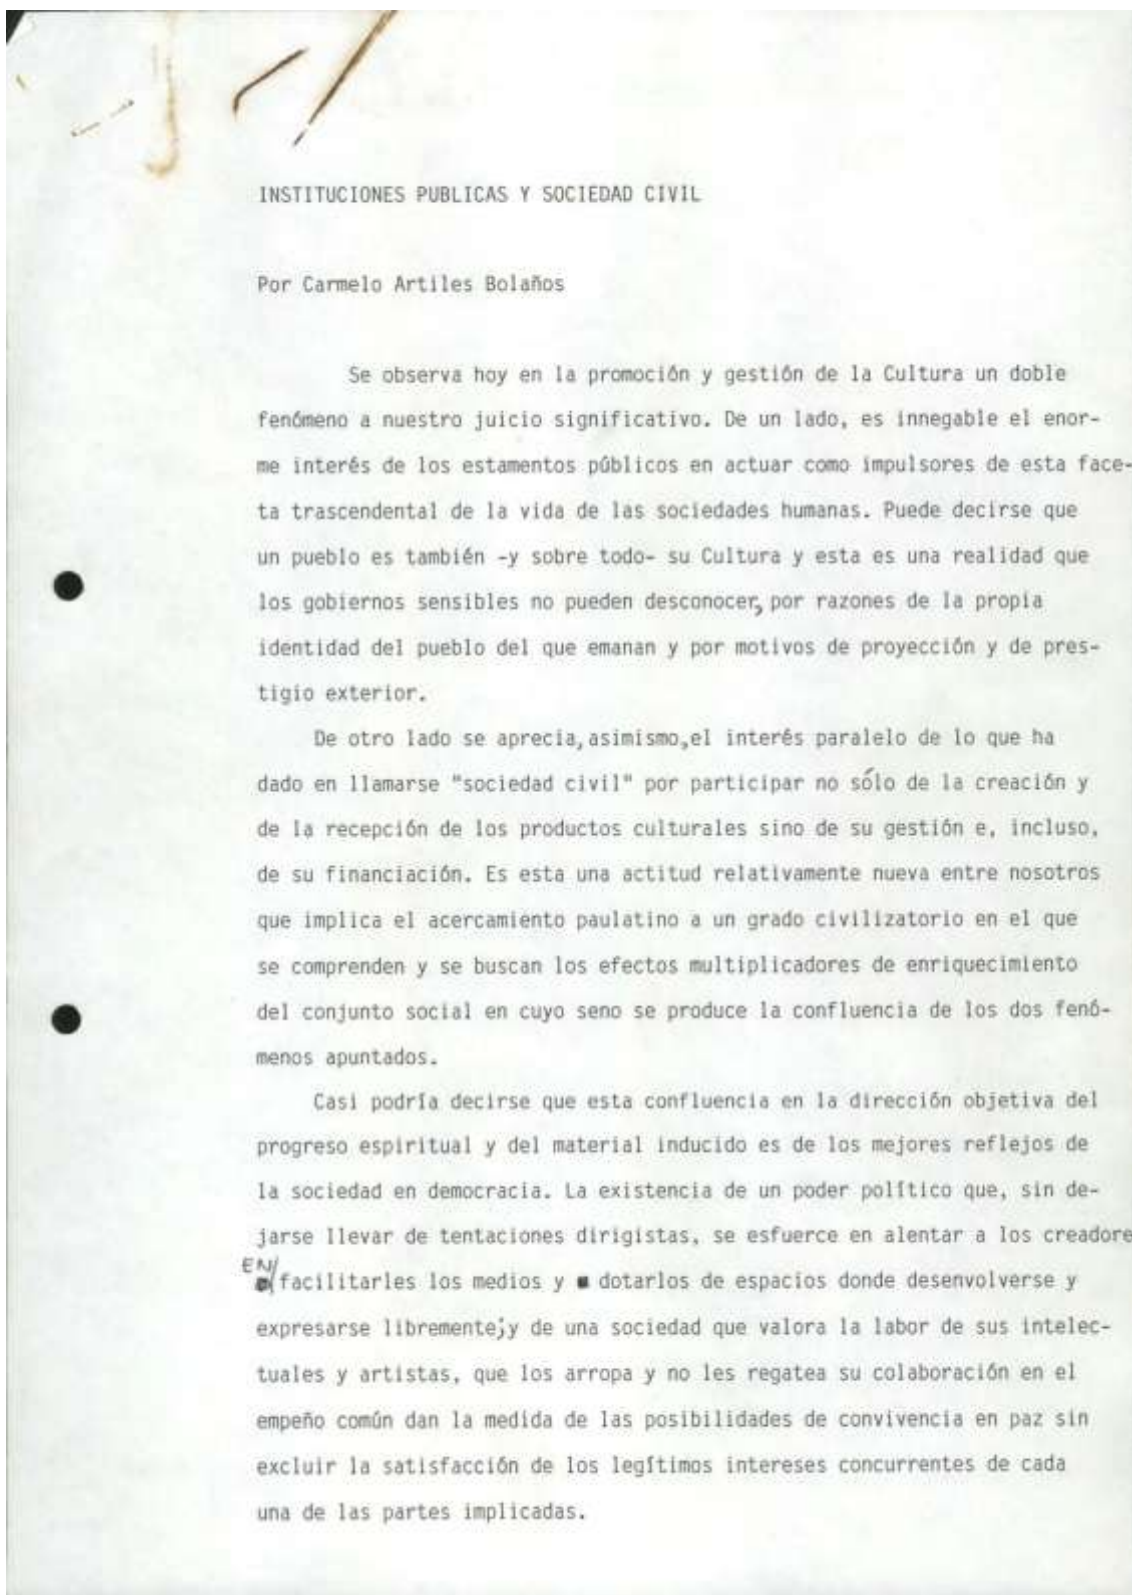 INSTITUCIONES PUBLICAS Y SOCIEDAD CIVIL
Por Carmelo Artiles Bolaños
Se observa hoy en la promoción y gestión de la Cultura un doble
fenómeno a nuestro juicio significativo. De un lado, es innegable el enor-
me interés de los estamentos públicos en actuar como impulsores de esta face-
ta trascendental de la vida de las sociedades humanas. Puede decirse que
un pueblo es también -y sobre todo- su Cultura y esta es una realidad que
los gobiernos sensibles no pueden desconocer, por razones de la propia
identidad del pueblo del que emanan y por motivos de proyección y de pres-
tigio exterior.
De otro lado se aprecia, asimismo, el interés paralelo de lo que ha
dado en llamarse "sociedad civil" por participar no sólo de la creación y
de la recepción de los productos culturales sino de su gestión e, incluso,
de su financiación. Es esta una actitud relativamente nueva entre nosotros
que implica el acercamiento paulatino a un grado civilizatorio en el que
se comprenden y se buscan los efectos multiplicadores de enriquecimiento
del conjunto social en cuyo seno se produce la confluencia de los dos fenó-
menos apuntados.
Casi podría decirse que esta confluencia en la dirección objetiva del
progreso espiritual y del material inducido es de los mejores reflejos de
la sociedad en democracia. La existencia de un poder político que, sin de-
jarse llevar de tentaciones dirigistas, se esfuerce en alentar a los creadore
EN/ facilitarles los medios y dotarlos de espacios donde desenvolverse y
expresarse libremente; y de una sociedad que valora la labor de sus intelec-
tuales y artistas, que los arropa y no les regatea su colaboración en el
empeño común dan la medida de las posibilidades de convivencia en paz sin
excluir la satisfacción de los legítimos intereses concurrentes de cada
una de las partes implicadas.